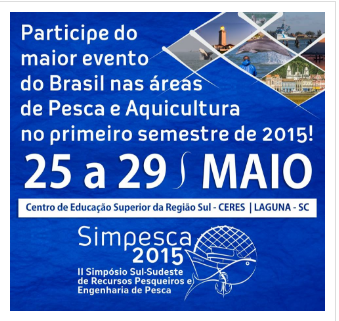 Participe do
maior evento
do Brasil nas áreas
de Pesca e Aquicultura
no primeiro semestre de 2015!
25 a 29 MAIO
Centro de Educação Superior da Região Sul - CERES | LAGUNA - SC
Simpesca
2015
II Simpósio Sul-Sudeste
de Recursos Pesqueiros e
Engenharia de Pesca